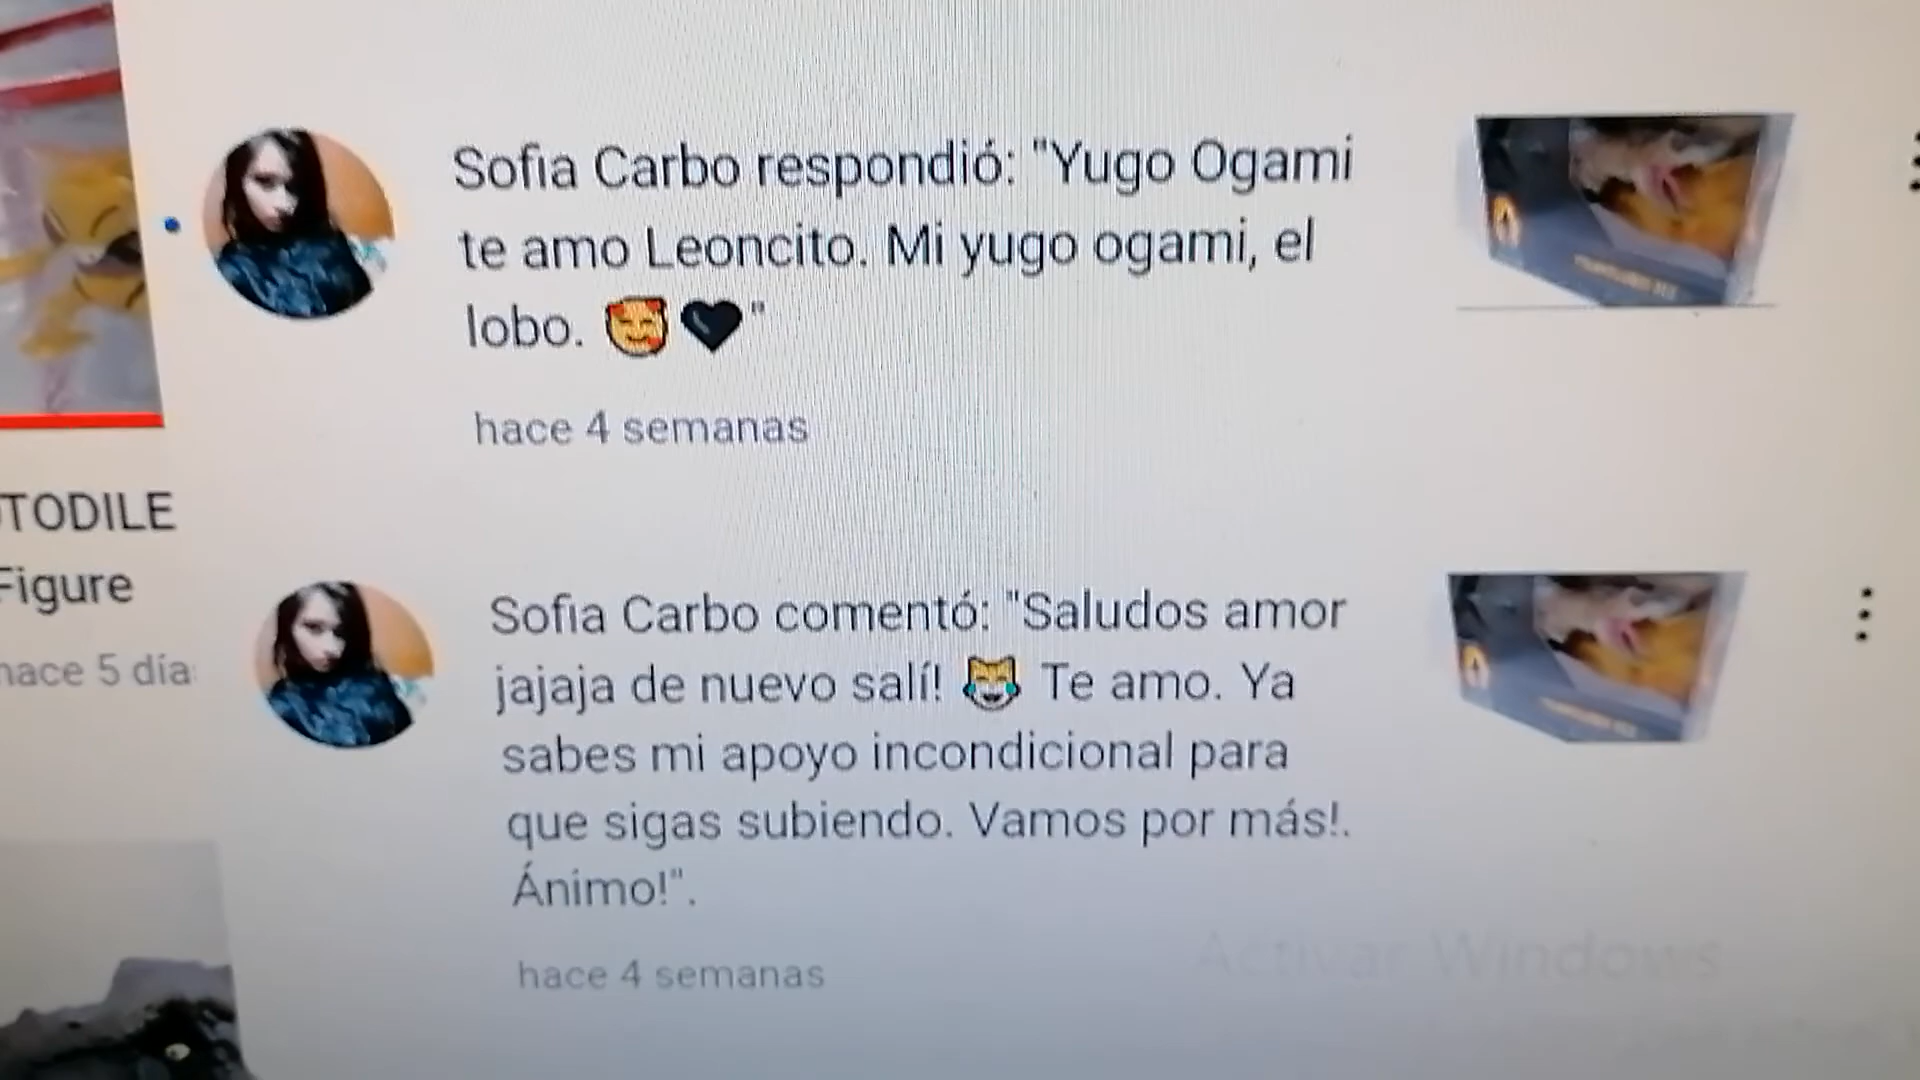 Sofia Carbo respondió: "Yugo Ogami
te amo Leoncito. Mi yugo ogami, el
lobo. 🥰🖤"
hace 4 semanas
TODILE
Figure
hace 5 día
Sofia Carbo comentó: "Saludos amor
jajaja de nuevo salí! 😹 Te amo. Ya
sabes mi apoyo incondicional para
que sigas subiendo. Vamos por más!.
Ánimo!".
hace 4 semanas
Activar Windows